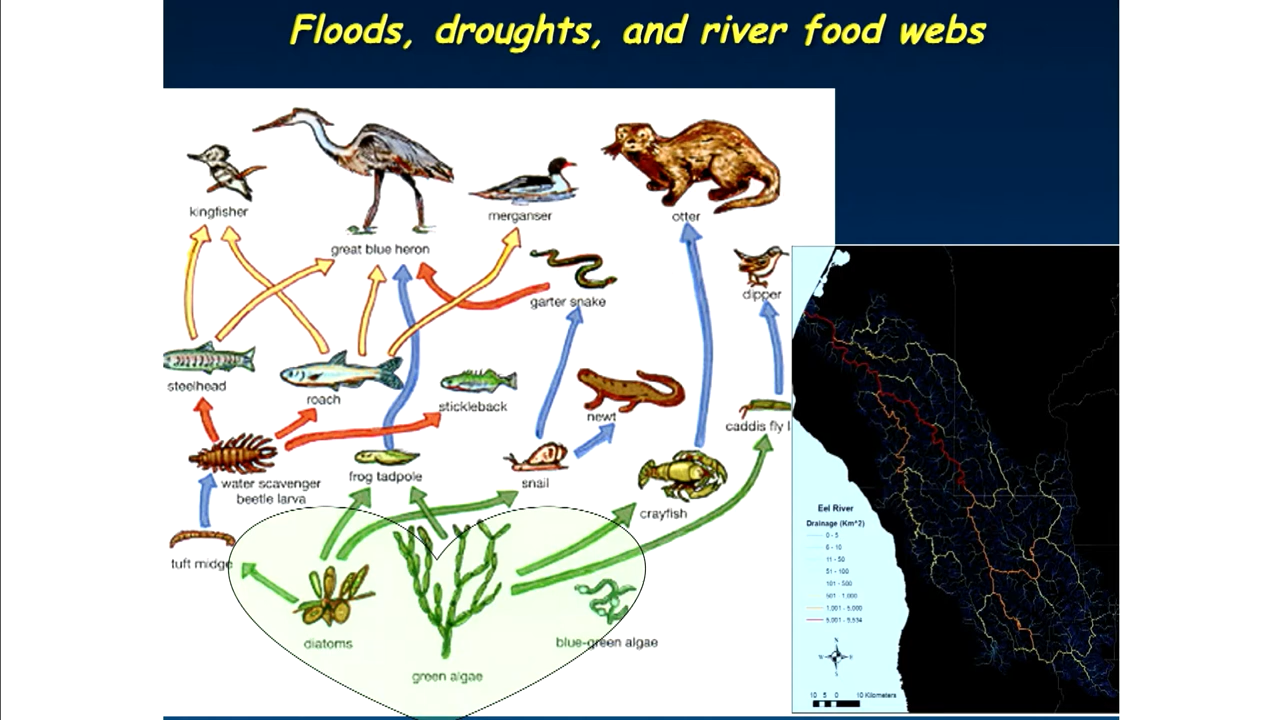 Floods, droughts, and river food webs
kingfisher
great blue heron
merganser
otter
garter snake
dipper
steelhead
roach
stickleback
newt
caddis fly l
water scavenger
beetle larva
frog tadpole
snail
crayfish
tuft midge
diatoms
green algae
blue-green algae
Eel River
Drainage (Km^2)
0 - 5
6 - 10
11 - 50
51 - 100
101 - 500
501 - 1,000
1,001 - 5,000
5,001 - 9,534
N
W
E
S
10 5 0 10 Kilometers